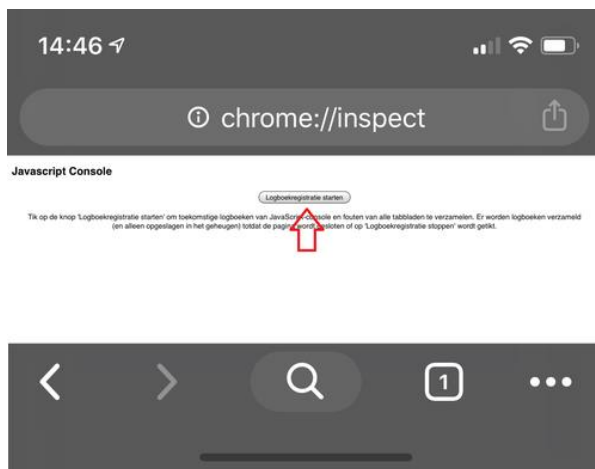 14:46
chrome://inspect
Javascript Console
Logboekregistratie starten
Tik op de knop 'Logboekregistratie starten' om toekomstige logboeken van JavaScript-console en fouten van alle tabbladen te verzamelen. Er worden logboeken verzameld
(en alleen opgeslagen in het geheugen) totdat de pagina wordt gesloten of op 'Logboekregistratie stoppen' wordt getikt.
1